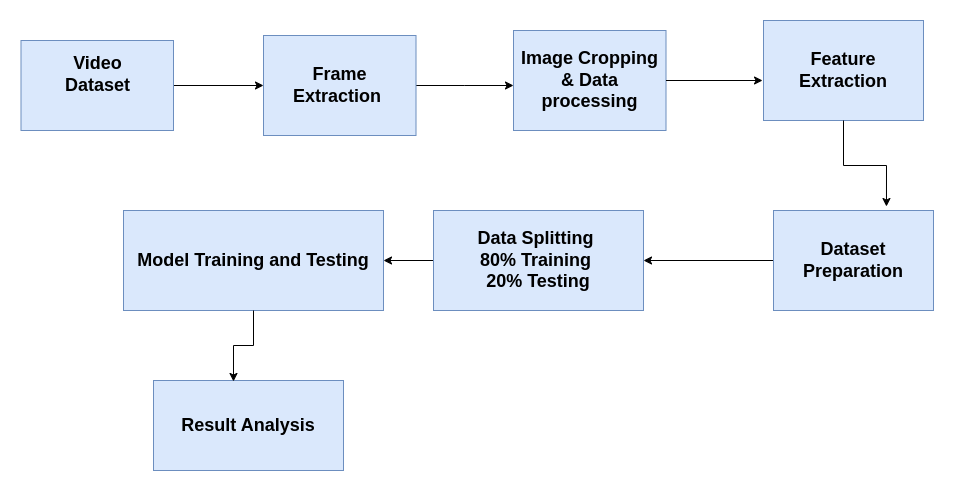 Video
Dataset
Frame
Extraction
Image Cropping
& Data
processing
Feature
Extraction
Dataset
Preparation
Data Splitting
80% Training
20% Testing
Model Training and Testing
Result Analysis